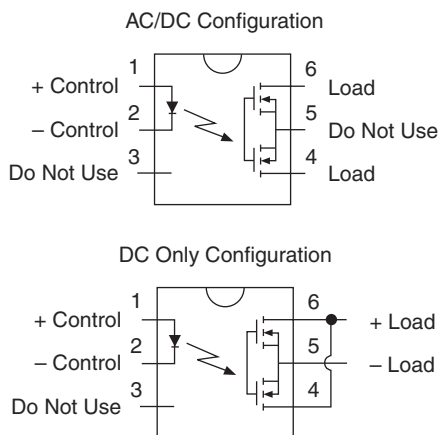 AC/DC Configuration
1 6
+ Control Load
2 5
– Control Do Not Use
3 4
Do Not Use Load
DC Only Configuration
1 6
+ Control + Load
2 5
– Control – Load
3 4
Do Not Use